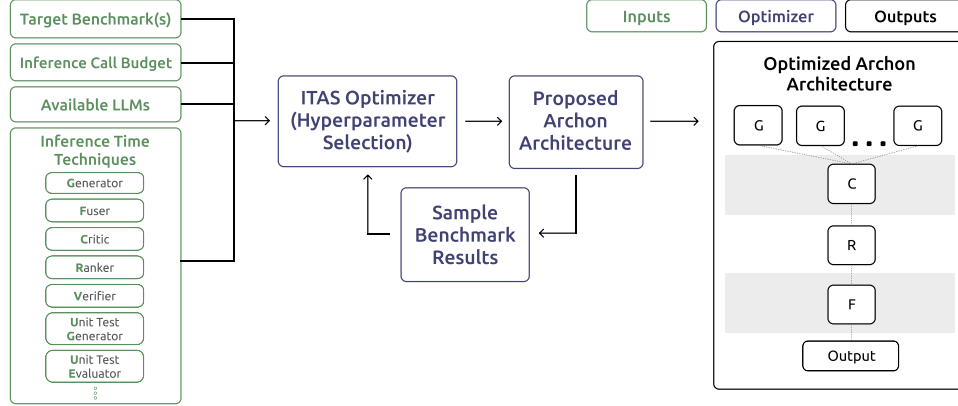 Target Benchmark(s)
Inference Call Budget
Available LLMs
Inference Time
Techniques
Generator
Fuser
Critic
Ranker
Verifier
Unit Test
Generator
Unit Test
Evaluator
ITAS Optimizer
(Hyperparameter
Selection)
Proposed
Archon
Architecture
Sample
Benchmark
Results
Inputs
Optimizer
Outputs
Optimized Archon
Architecture
G
G
...
G
C
R
F
Output